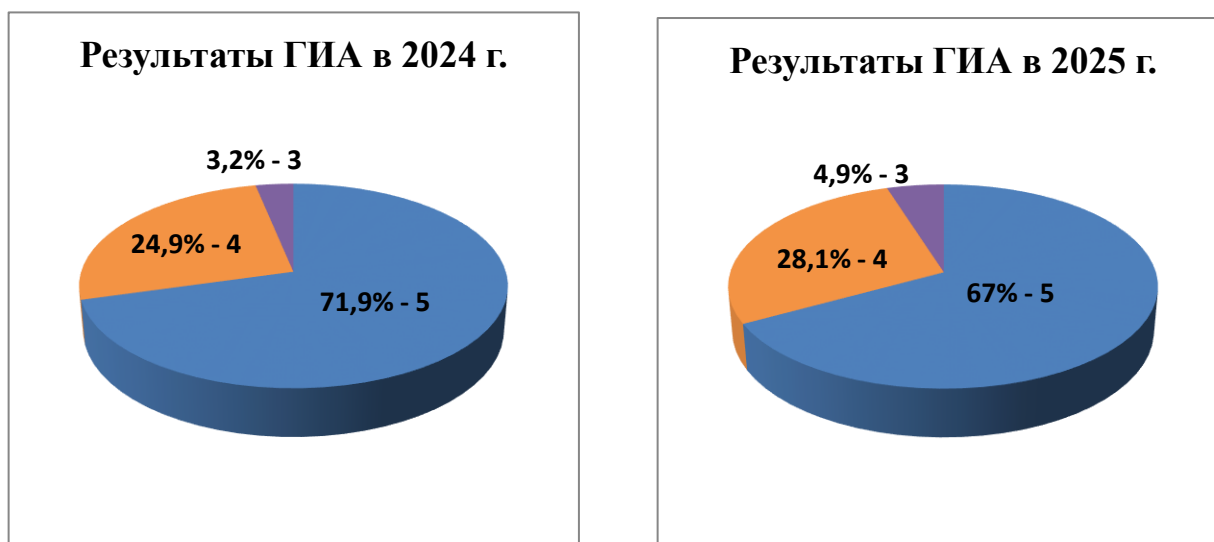 Результаты ГИА в 2024 г.
3,2% - 3
24,9% - 4
71,9% - 5
Результаты ГИА в 2025 г.
4,9% - 3
28,1% - 4
67% - 5